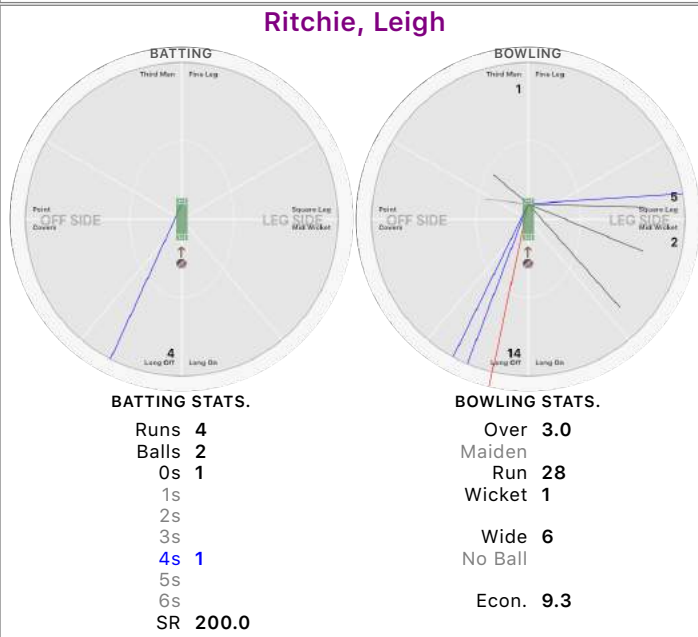 Ritchie, Leigh
BATTING
Third Man Fine Leg
Point Square Leg
OFF SIDE LEG SIDE
Covers Mid Wicket
4
Long Off Long On
BOWLING
Third Man Fine Leg
1
5
Point Square Leg
OFF SIDE LEG SIDE
Covers Mid Wicket
2
14
Long Off Long On
BATTING STATS.
Runs 4
Balls 2
0s 1
1s
2s
3s
4s 1
5s
6s
SR 200.0
BOWLING STATS.
Over 3.0
Maiden
Run 28
Wicket 1
Wide 6
No Ball
Econ. 9.3